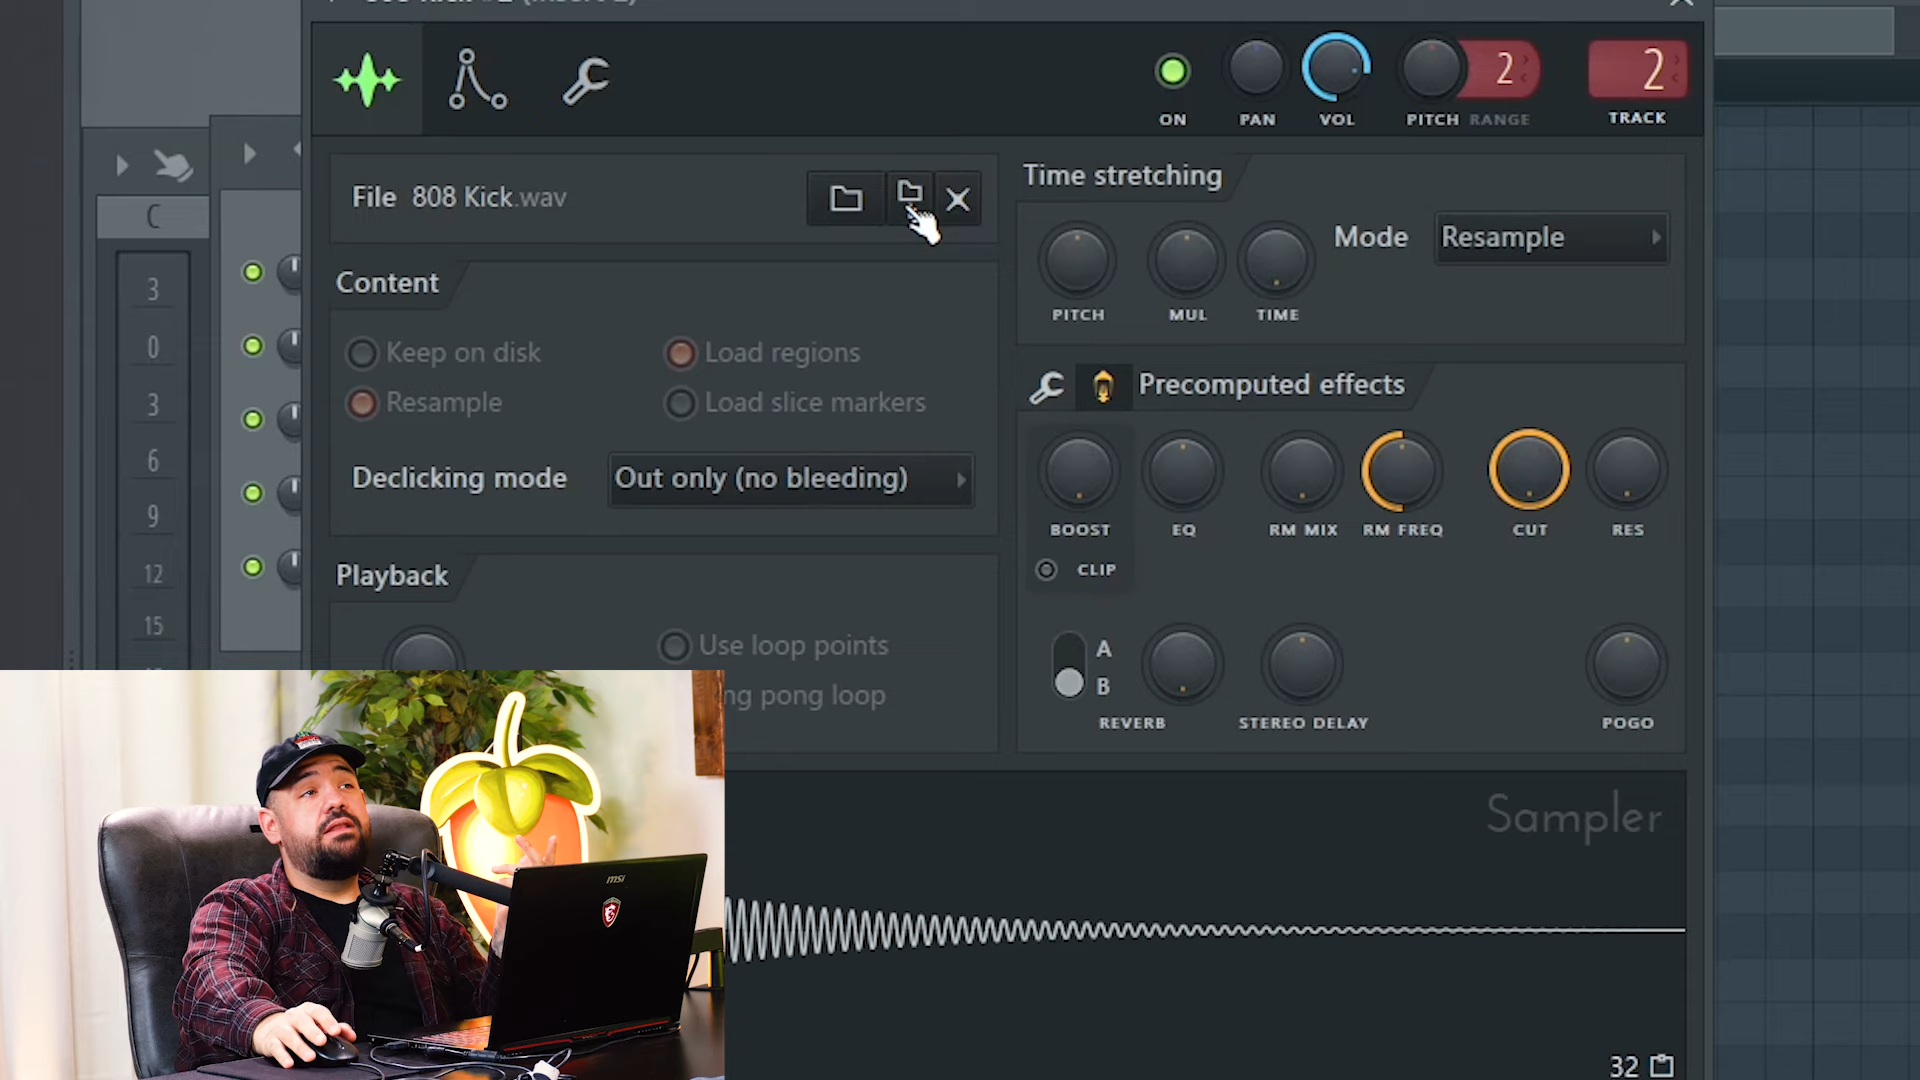 2
2
ON
PAN
VOL
PITCH RANGE
TRACK
File 808 Kick.wav
Time stretching
Mode Resample
C
PITCH
MUL
TIME
Content
3
0
3
6
9
12
15
Keep on disk
Load regions
Resample
Load slice markers
Declicking mode
Out only (no bleeding)
Precomputed effects
BOOST
EQ
RM MIX
RM FREQ
CUT
RES
CLIP
Playback
Use loop points
ng pong loop
A
B
REVERB
STEREO DELAY
POGO
Sampler
msi
32